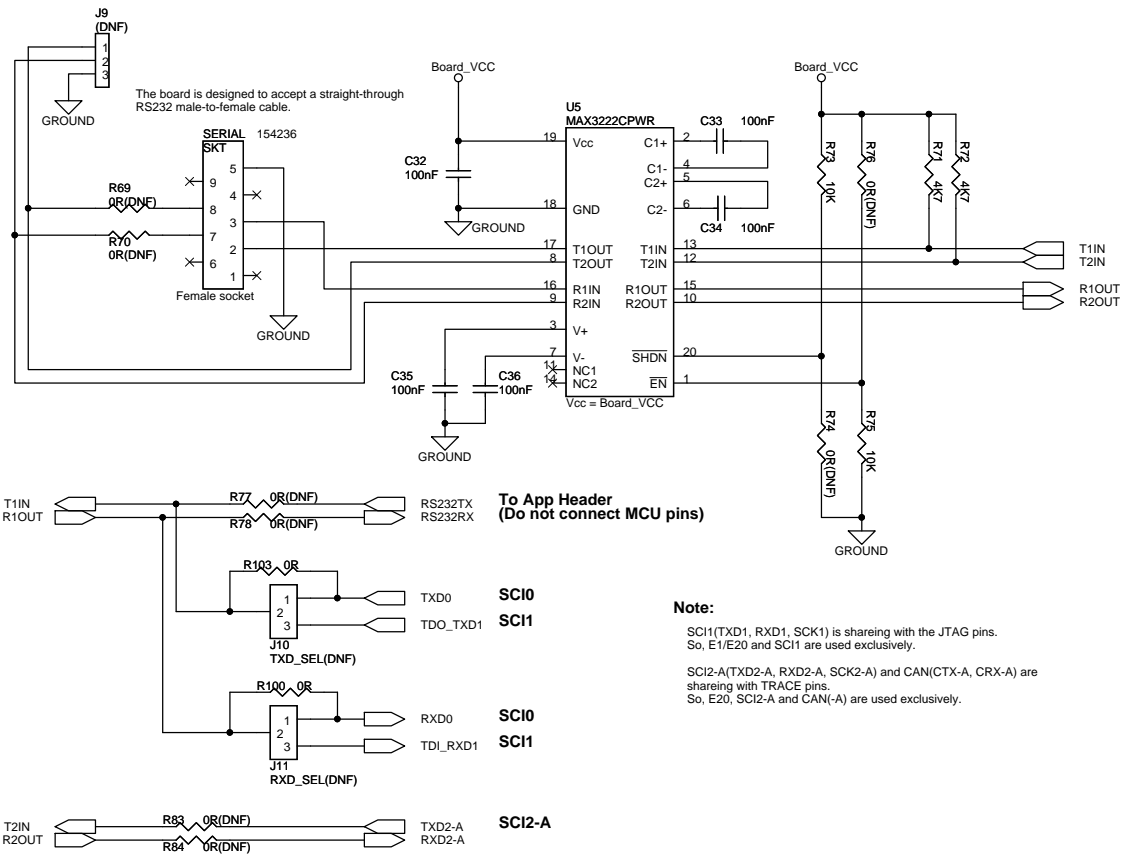 J9
(DNF)
1
2
3
GROUND
The board is designed to accept a straight-through
RS232 male-to-female cable.
SERIAL 154236
SKT
5
9
4
8
3
7
2
6
1
Female socket
GROUND
R69
0R(DNF)
R70
0R(DNF)
Board_VCC
C32
100nF
GROUND
U5
MAX3222CPWR
19 Vcc
18 GND
17 T1OUT
8 T2OUT
16 R1IN
9 R2IN
3 V+
7 V-
11 NC1
14 NC2
C1+ 2
C1- 4
C2+ 5
C2- 6
T1IN 13
T2IN 12
R1OUT 15
R2OUT 10
SHDN 20
EN 1
Vcc = Board_VCC
C33 100nF
C34 100nF
C35
100nF
C36
100nF
GROUND
Board_VCC
R73
10K
R76
0R(DNF)
R71
4K7
R72
4K7
T1IN
T2IN
R1OUT
R2OUT
R74
0R(DNF)
R75
10K
GROUND
T1IN
R1OUT
R77 0R(DNF)
R78 0R(DNF)
RS232TX
RS232RX
To App Header
(Do not connect MCU pins)
R103 0R
1
2
3
J10
TXD_SEL(DNF)
TXD0 SCI0
TDO_TXD1 SCI1
R100 0R
1
2
3
J11
RXD_SEL(DNF)
RXD0 SCI0
TDI_RXD1 SCI1
T2IN
R2OUT
R83 0R(DNF)
R84 0R(DNF)
TXD2-A SCI2-A
RXD2-A
Note:
SCI1(TXD1, RXD1, SCK1) is shareing with the JTAG pins.
So, E1/E20 and SCI1 are used exclusively.
SCI2-A(TXD2-A, RXD2-A, SCK2-A) and CAN(CTX-A, CRX-A) are
shareing with TRACE pins.
So, E20, SCI2-A and CAN(-A) are used exclusively.